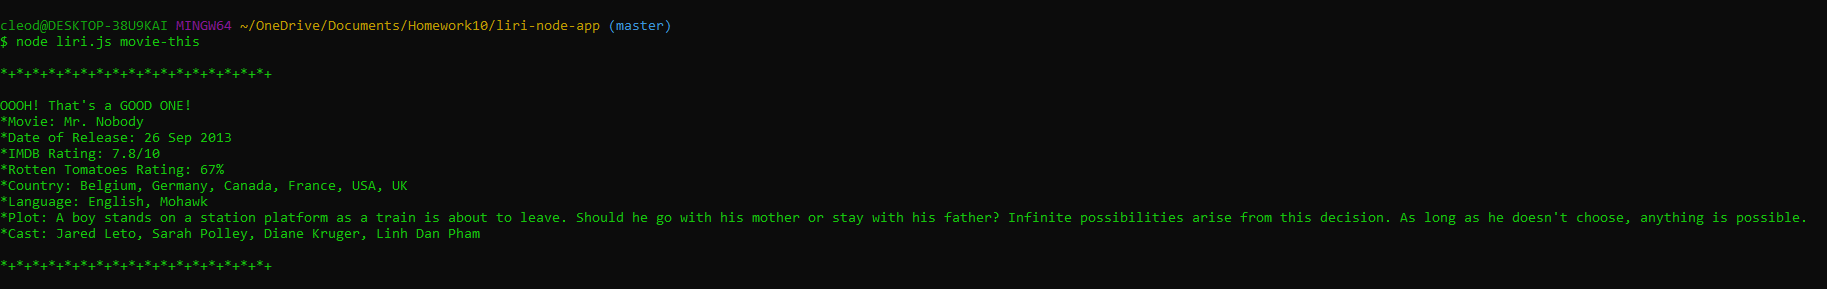 cleod@DESKTOP-38U9KAI MINGW64 ~/OneDrive/Documents/Homework10/liri-node-app (master)
$ node liri.js movie-this
*+*+*+*+*+*+*+*+*+*+*+*+*+*+*+*+*+
OOOH! That's a GOOD ONE!
*Movie: Mr. Nobody
*Date of Release: 26 Sep 2013
*IMDB Rating: 7.8/10
*Rotten Tomatoes Rating: 67%
*Country: Belgium, Germany, Canada, France, USA, UK
*Language: English, Mohawk
*Plot: A boy stands on a station platform as a train is about to leave. Should he go with his mother or stay with his father? Infinite possibilities arise from this decision. As long as he doesn't choose, anything is possible.
*Cast: Jared Leto, Sarah Polley, Diane Kruger, Linh Dan Pham
*+*+*+*+*+*+*+*+*+*+*+*+*+*+*+*+*+